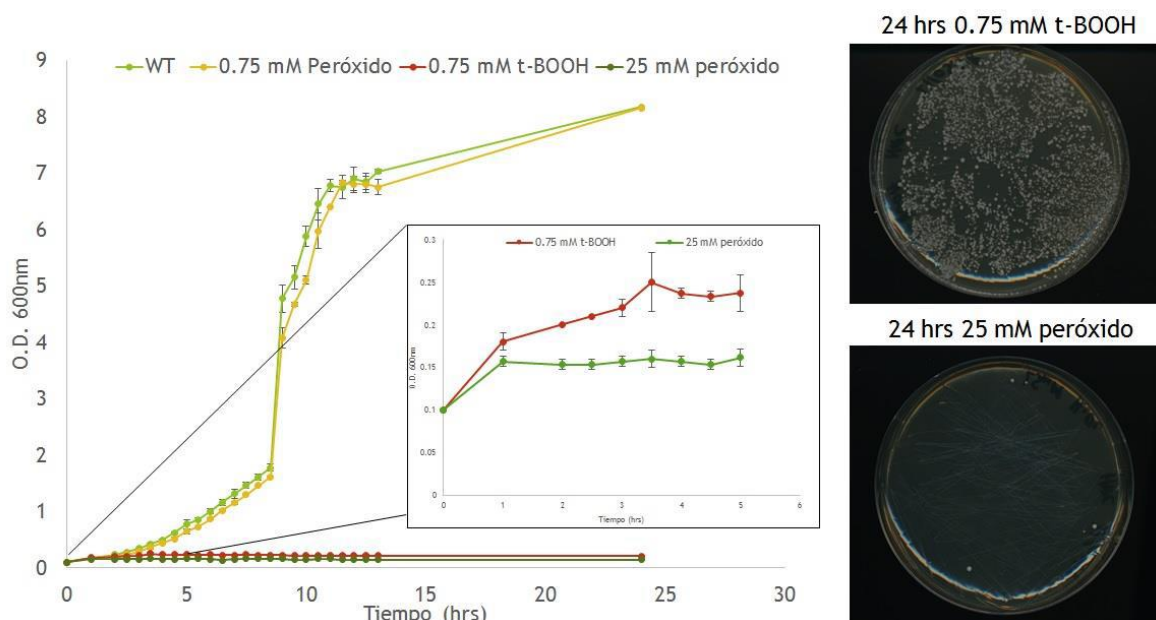 9
8
7
6
5
4
3
2
1
0
O.D. 600nm
WT
0.75 mM Peróxido
0.75 mM t-BOOH
25 mM peróxido
0 5 10 15 20 25 30
Tiempo (hrs)
0.3
0.25
0.2
0.15
0.1
0.05
0
O.D. 600nm
0.75 mM t-BOOH
25 mM peróxido
0 1 2 3 4 5 6
Tiempo (hrs)
24 hrs 0.75 mM t-BOOH
24 hrs 25 mM peróxido